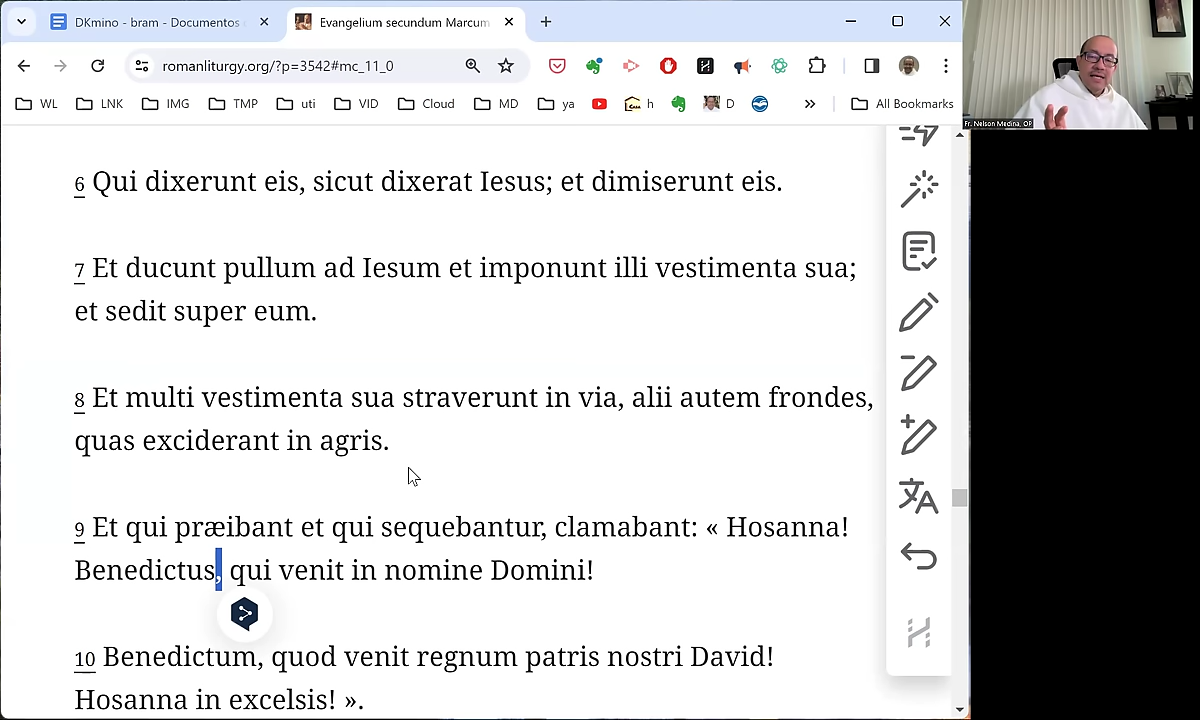 DKmino - bram - Documentos
Evangelium secundum Marcum
romanliturgy.org/?p=3542#mc_11_0
WL LNK IMG TMP uti VID Cloud MD ya h D All Bookmarks
Fr. Nelson Medina, OP
6 Qui dixerunt eis, sicut dixerat Iesus; et dimiserunt eis.
7 Et ducunt pullum ad Iesum et imponunt illi vestimenta sua;
et sedit super eum.
8 Et multi vestimenta sua straverunt in via, alii autem frondes,
quas exciderant in agris.
9 Et qui præibant et qui sequebantur, clamabant: « Hosanna!
Benedictus, qui venit in nomine Domini!
10 Benedictum, quod venit regnum patris nostri David!
Hosanna in excelsis! ».